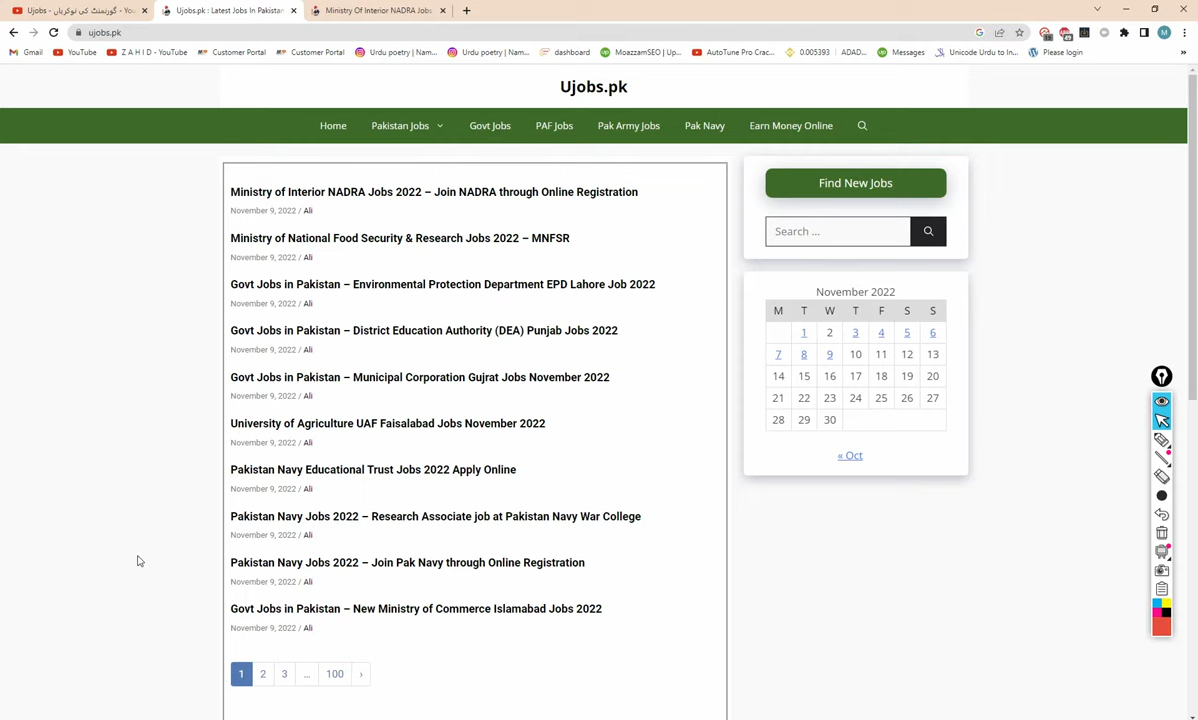 Ujobs - گورنمنٹ کی نوکریاں - You
Ujobs.pk : Latest Jobs In Pakistan
Ministry Of Interior NADRA Jobs
ujobs.pk
Gmail
YouTube
Z A H I D - YouTube
Customer Portal
Customer Portal
Urdu poetry | Nam...
Urdu poetry | Nam...
dashboard
MoazzamSEO | Up...
AutoTune Pro Crac...
0.005393 | ADAD...
Messages
Unicode Urdu to In...
Please login
»
Ujobs.pk
Home
Pakistan Jobs
Govt Jobs
PAF Jobs
Pak Army Jobs
Pak Navy
Earn Money Online
Ministry of Interior NADRA Jobs 2022 – Join NADRA through Online Registration
November 9, 2022 / Ali
Ministry of National Food Security & Research Jobs 2022 – MNFSR
November 9, 2022 / Ali
Govt Jobs in Pakistan – Environmental Protection Department EPD Lahore Job 2022
November 9, 2022 / Ali
Govt Jobs in Pakistan – District Education Authority (DEA) Punjab Jobs 2022
November 9, 2022 / Ali
Govt Jobs in Pakistan – Municipal Corporation Gujrat Jobs November 2022
November 9, 2022 / Ali
University of Agriculture UAF Faisalabad Jobs November 2022
November 9, 2022 / Ali
Pakistan Navy Educational Trust Jobs 2022 Apply Online
November 9, 2022 / Ali
Pakistan Navy Jobs 2022 – Research Associate job at Pakistan Navy War College
November 9, 2022 / Ali
Pakistan Navy Jobs 2022 – Join Pak Navy through Online Registration
November 9, 2022 / Ali
Govt Jobs in Pakistan – New Ministry of Commerce Islamabad Jobs 2022
November 9, 2022 / Ali
1 2 3 ... 100 ›
Find New Jobs
Search ...
November 2022
M T W T F S S
1 2 3 4 5 6
7 8 9 10 11 12 13
14 15 16 17 18 19 20
21 22 23 24 25 26 27
28 29 30
« Oct